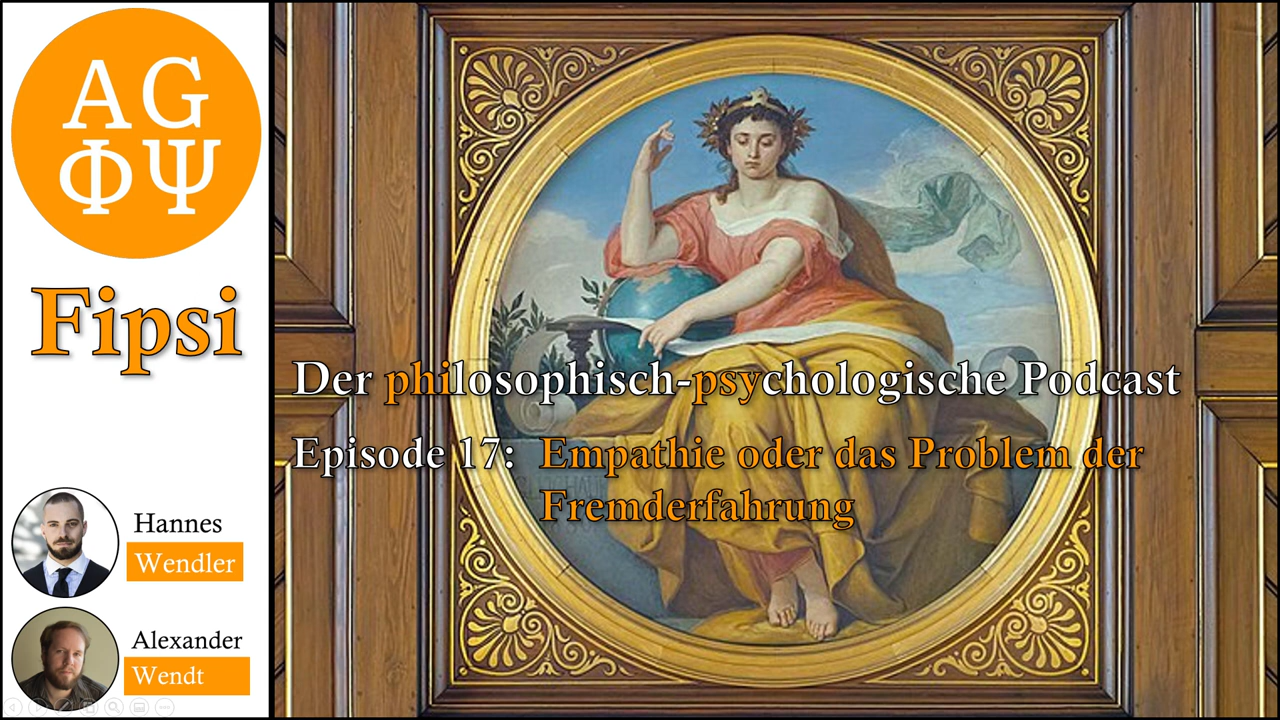 AG
ΦΨ
Fipsi
Der philosophisch-psychologische Podcast
Episode 17: Empathie oder das Problem der
Fremderfahrung
Hannes
Wendler
Alexander
Wendt